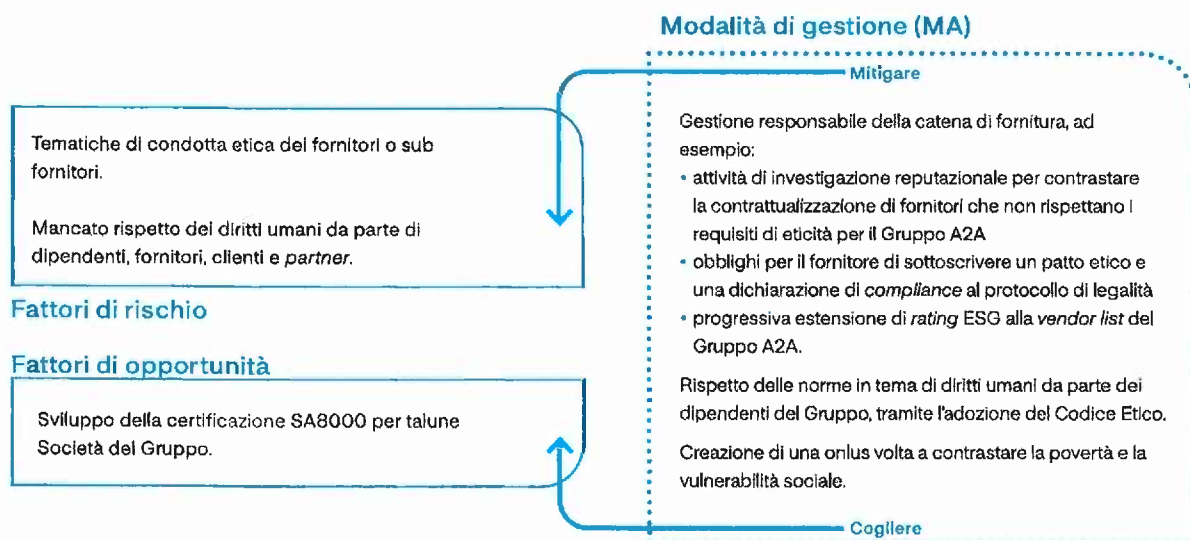 Modalità di gestione (MA)
Mitigare
Tematiche di condotta etica dei fornitori o sub
fornitori.
Mancato rispetto dei diritti umani da parte di
dipendenti, fornitori, clienti e partner.
Fattori di rischio
Fattori di opportunità
Sviluppo della certificazione SA8000 per talune
Società del Gruppo.
Gestione responsabile della catena di fornitura, ad
esempio:
• attività di investigazione reputazionale per contrastare
la contrattualizzazione di fornitori che non rispettano i
requisiti di eticità per il Gruppo A2A
• obblighi per il fornitore di sottoscrivere un patto etico e
una dichiarazione di compliance al protocollo di legalità
• progressiva estensione di rating ESG alla vendor list del
Gruppo A2A.
Rispetto delle norme in tema di diritti umani da parte dei
dipendenti del Gruppo, tramite l'adozione del Codice Etico.
Creazione di una onlus volta a contrastare la povertà e la
vulnerabilità sociale.
Cogliere